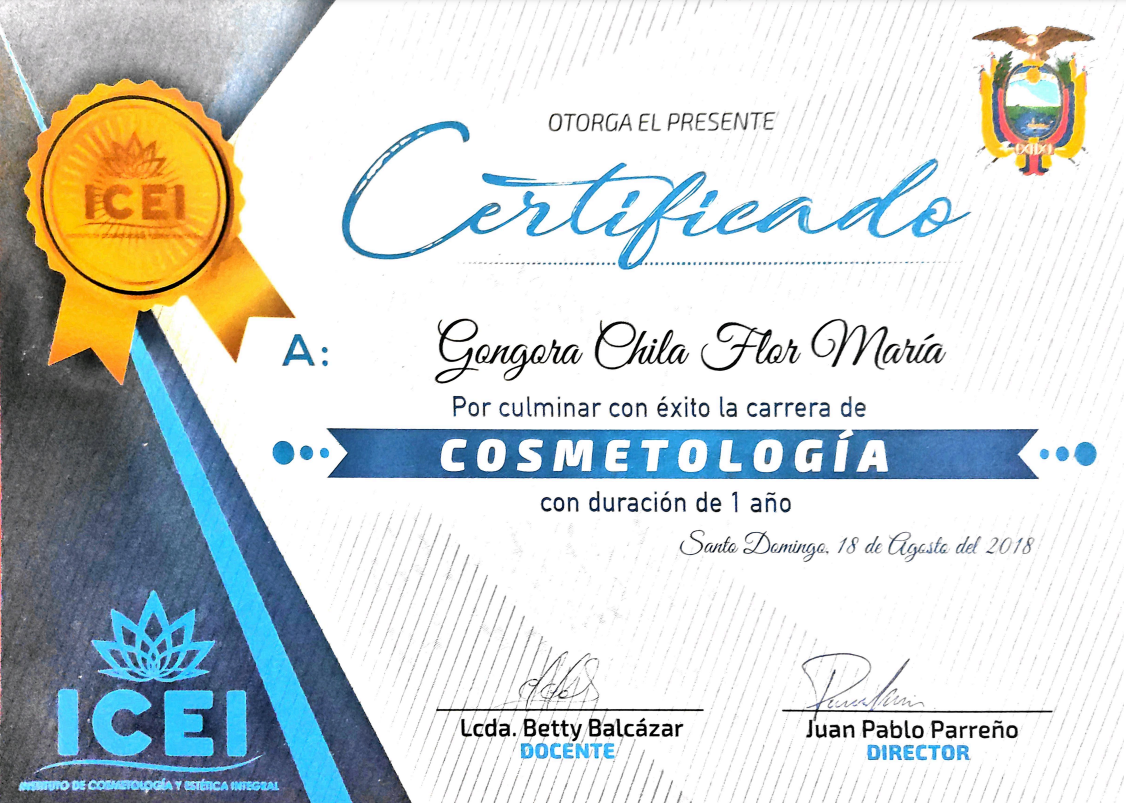 ICEI
OTORGA EL PRESENTE
Certificado
A:
Gongora Chila Flor María
Por culminar con éxito la carrera de
COSMETOLOGÍA
con duración de 1 año
Santo Domingo, 18 de Agosto del 2018
Lcda. Betty Balcázar
DOCENTE
Juan Pablo Parreño
DIRECTOR
ICEI
INSTITUTO DE COSMETOLOGÍA Y ESTÉTICA INTEGRAL